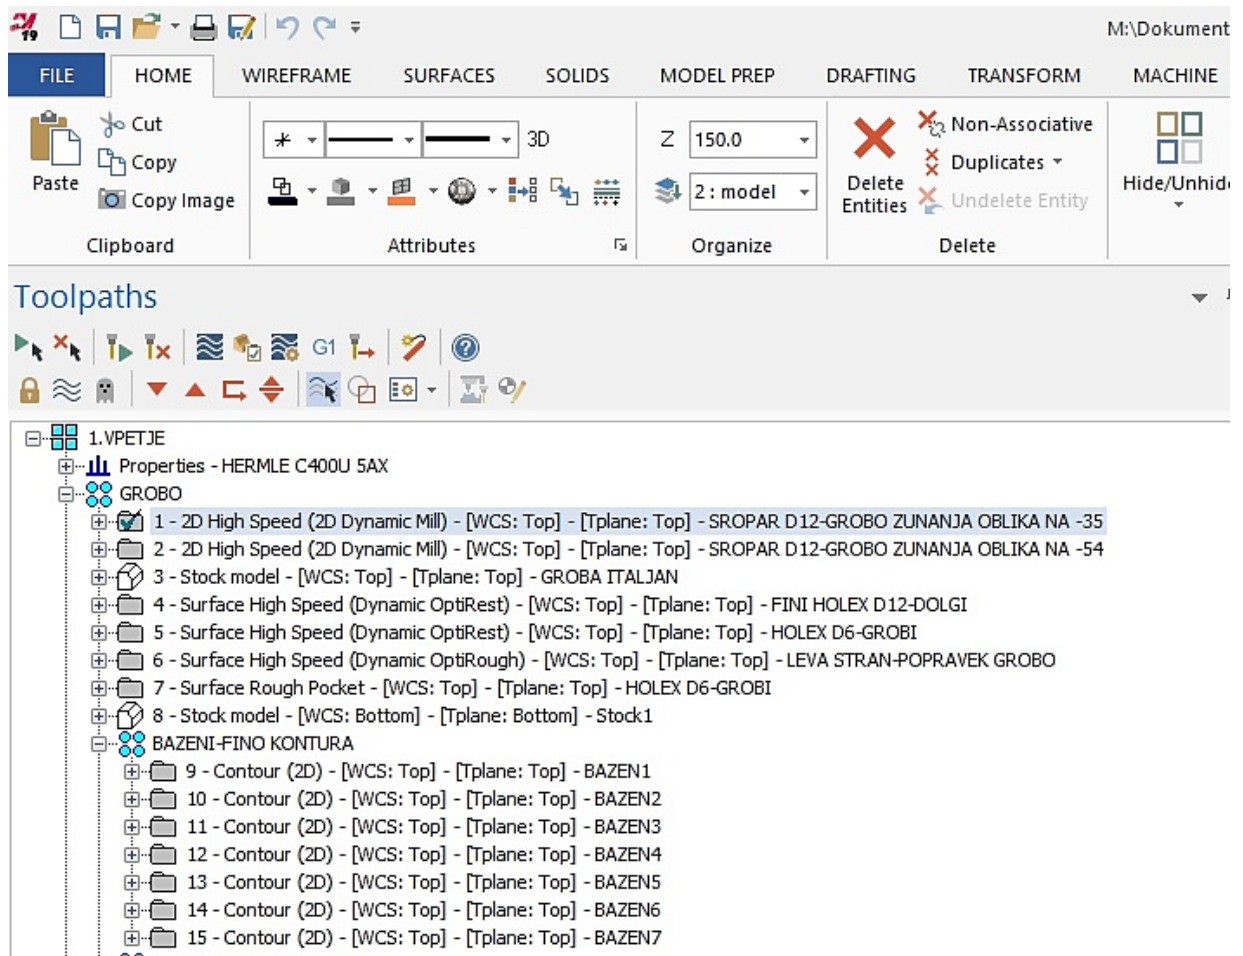 19
M:\Dokument
FILE HOME WIREFRAME SURFACES SOLIDS MODEL PREP DRAFTING TRANSFORM MACHINE
Paste
Cut
Copy
Copy Image
Clipboard
3D
Attributes
Z 150.0
2 : model
Organize
Delete
Entities
Non-Associative
Duplicates
Undelete Entity
Delete
Hide/Unhide
Toolpaths
G1
1.VPETJE
Properties - HERMLE C400U 5AX
GROBO
1 - 2D High Speed (2D Dynamic Mill) - [WCS: Top] - [Tplane: Top] - SROPAR D12-GROBO ZUNANJA OBLIKA NA -35
2 - 2D High Speed (2D Dynamic Mill) - [WCS: Top] - [Tplane: Top] - SROPAR D12-GROBO ZUNANJA OBLIKA NA -54
3 - Stock model - [WCS: Top] - [Tplane: Top] - GROBA ITALJAN
4 - Surface High Speed (Dynamic OptiRest) - [WCS: Top] - [Tplane: Top] - FINI HOLEX D12-DOLGI
5 - Surface High Speed (Dynamic OptiRest) - [WCS: Top] - [Tplane: Top] - HOLEX D6-GROBI
6 - Surface High Speed (Dynamic OptiRough) - [WCS: Top] - [Tplane: Top] - LEVA STRAN-POPRAVEK GROBO
7 - Surface Rough Pocket - [WCS: Top] - [Tplane: Top] - HOLEX D6-GROBI
8 - Stock model - [WCS: Bottom] - [Tplane: Bottom] - Stock1
BAZENI-FINO KONTURA
9 - Contour (2D) - [WCS: Top] - [Tplane: Top] - BAZEN1
10 - Contour (2D) - [WCS: Top] - [Tplane: Top] - BAZEN2
11 - Contour (2D) - [WCS: Top] - [Tplane: Top] - BAZEN3
12 - Contour (2D) - [WCS: Top] - [Tplane: Top] - BAZEN4
13 - Contour (2D) - [WCS: Top] - [Tplane: Top] - BAZEN5
14 - Contour (2D) - [WCS: Top] - [Tplane: Top] - BAZEN6
15 - Contour (2D) - [WCS: Top] - [Tplane: Top] - BAZEN7